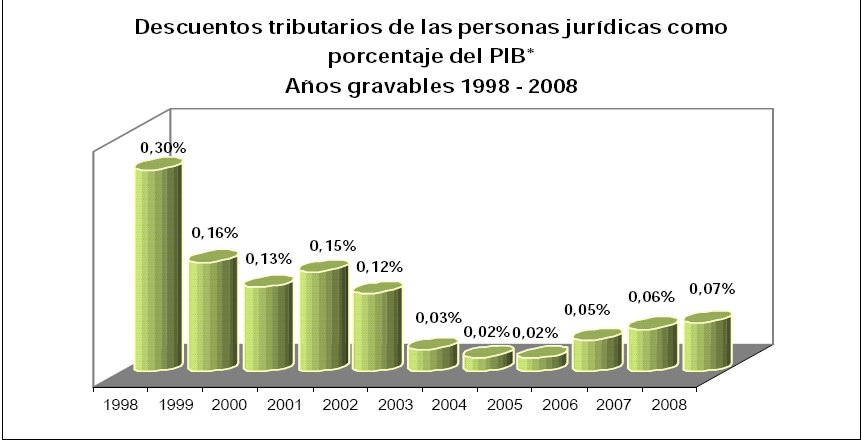 Descuentos tributarios de las personas jurídicas como
porcentaje del PIB*
Años gravables 1998 - 2008
0,30%
0,16%
0,13%
0,15%
0,12%
0,03%
0,02%
0,02%
0,05%
0,06%
0,07%
1998 1999 2000 2001 2002 2003 2004 2005 2006 2007 2008